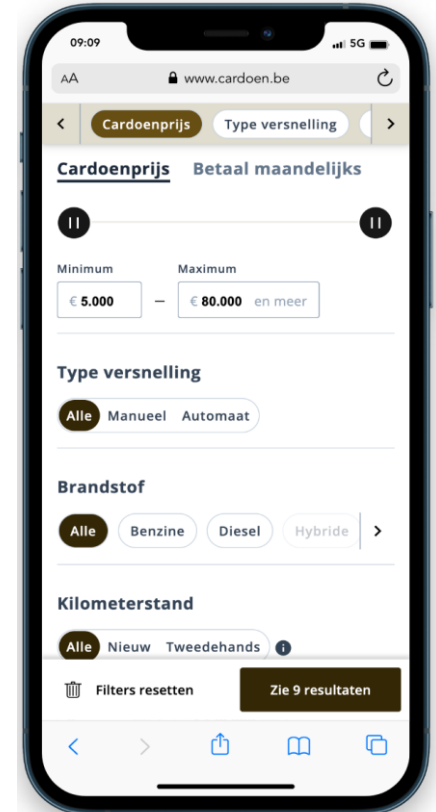 09:09 5G
AA www.cardoen.be
Cardoenprijs Type versnelling
Cardoenprijs Betaal maandelijks
Minimum Maximum
€ 5.000 – € 80.000 en meer
Type versnelling
Alle Manueel Automaat
Brandstof
Alle Benzine Diesel Hybride
Kilometerstand
Alle Nieuw Tweedehands
Filters resetten Zie 9 resultaten